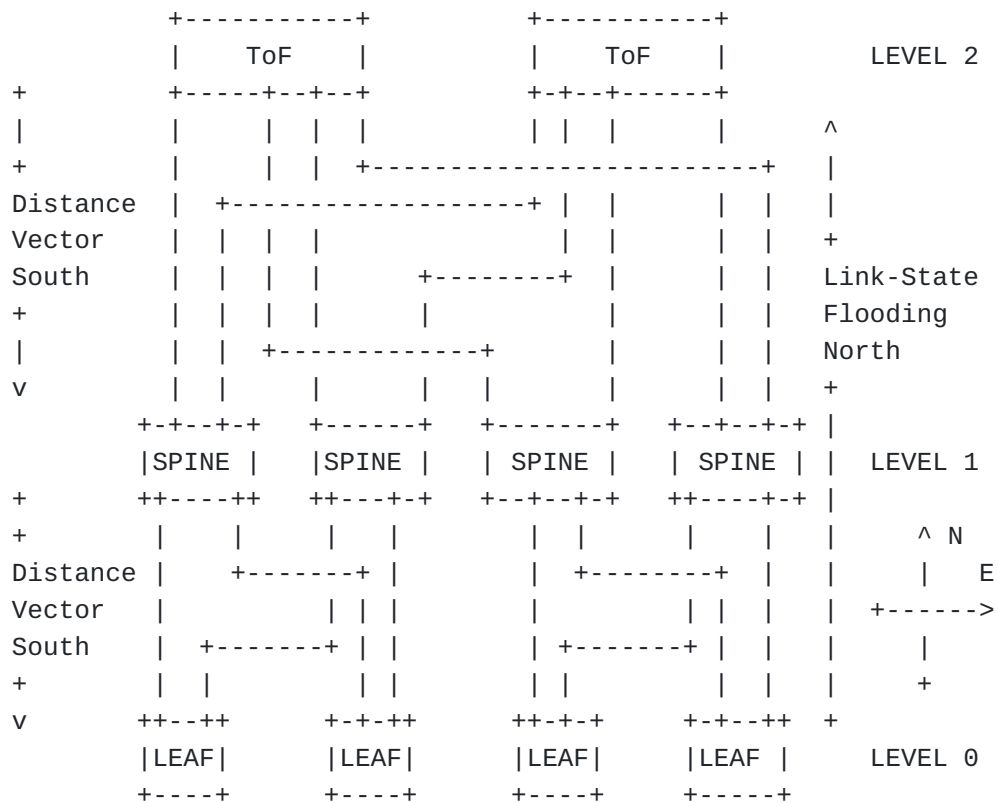 ToF ToF LEVEL 2
Distance
Vector
South Link-State
Flooding
North
SPINE SPINE SPINE SPINE LEVEL 1
^ N
Distance E
Vector
South
v
LEAF LEAF LEAF LEAF LEVEL 0